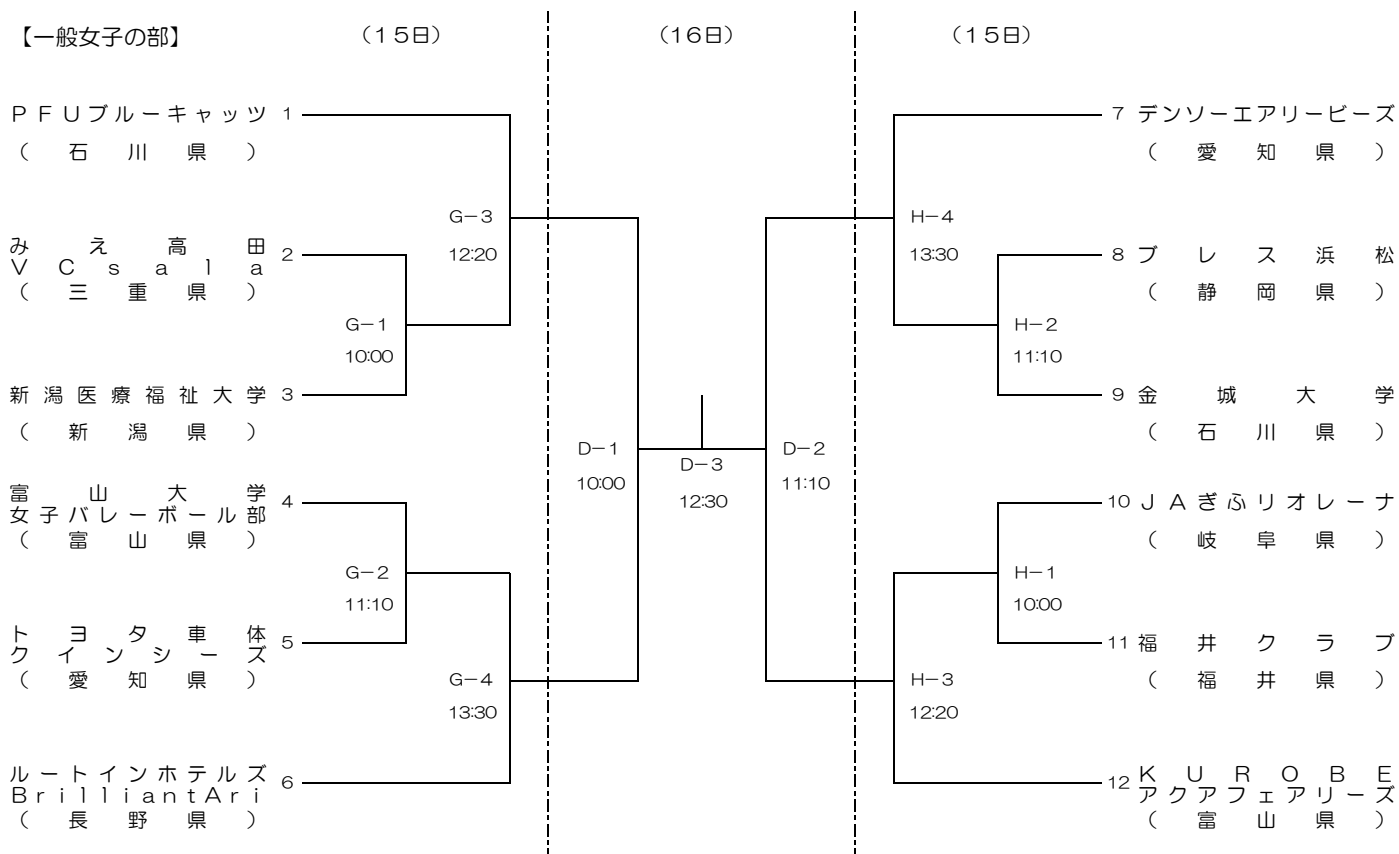 【一般女子の部】
（１５日）
（１６日）
（１５日）
ＰＦＵブルーキャッツ 1
（石川県）
みえ高田
ＶＣｓａｌａ
（三重県）
2
新潟医療福祉大学 3
（新潟県）
富山大学
女子バレーボール部
（富山県）
4
トヨタ車体
クインシーズ
（愛知県）
5
ルートインホテルズ
ＢｒｉｌｌｉａｎｔＡｒｉ
（長野県）
6
G－3
12:20
G－1
10:00
G－2
11:10
G－4
13:30
D－1
10:00
D－3
12:30
D－2
11:10
H－4
13:30
H－2
11:10
H－1
10:00
H－3
12:20
7 デンソーエアリービーズ
（愛知県）
8 ブレス浜松
（静岡県）
9 金城大学
（石川県）
10 ＪＡぎふリオレーナ
（岐阜県）
11 福井クラブ
（福井県）
12 ＫＵＲＯＢＥ
アクアフェアリーズ
（富山県）